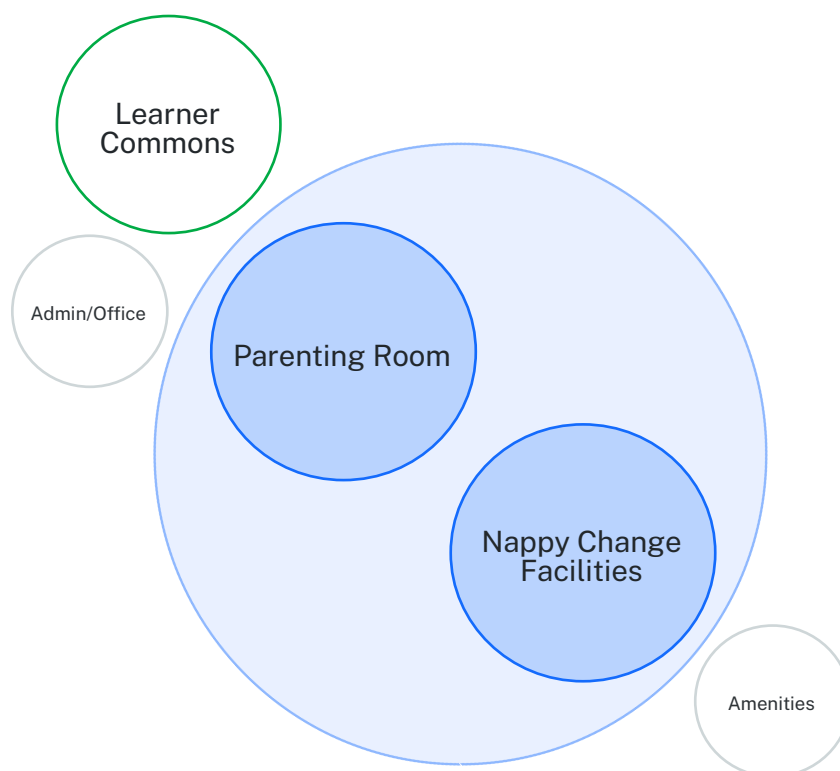 Learner
Commons
Admin/Office
Parenting Room
Nappy Change
Facilities
Amenities